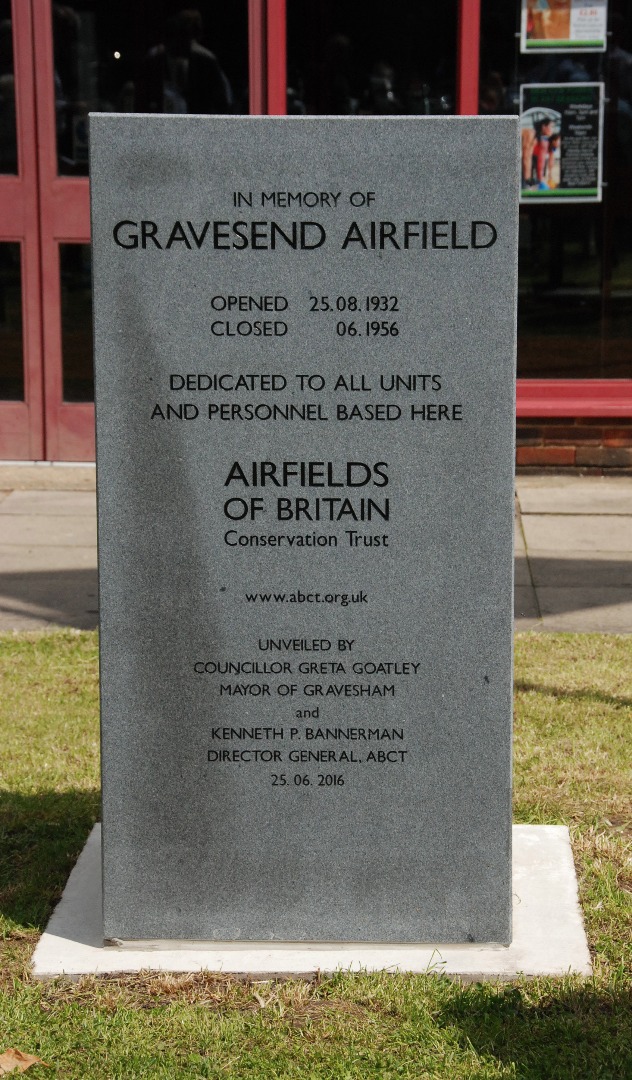 IN MEMORY OF
GRAVESEND AIRFIELD
OPENED 25.08.1932
CLOSED 06.1956
DEDICATED TO ALL UNITS
AND PERSONNEL BASED HERE
AIRFIELDS
OF BRITAIN
Conservation Trust
www.abct.org.uk
UNVEILED BY
COUNCILLOR GRETA GOATLEY
MAYOR OF GRAVESHAM
and
KENNETH P. BANNERMAN
DIRECTOR GENERAL, ABCT
25. 06. 2016